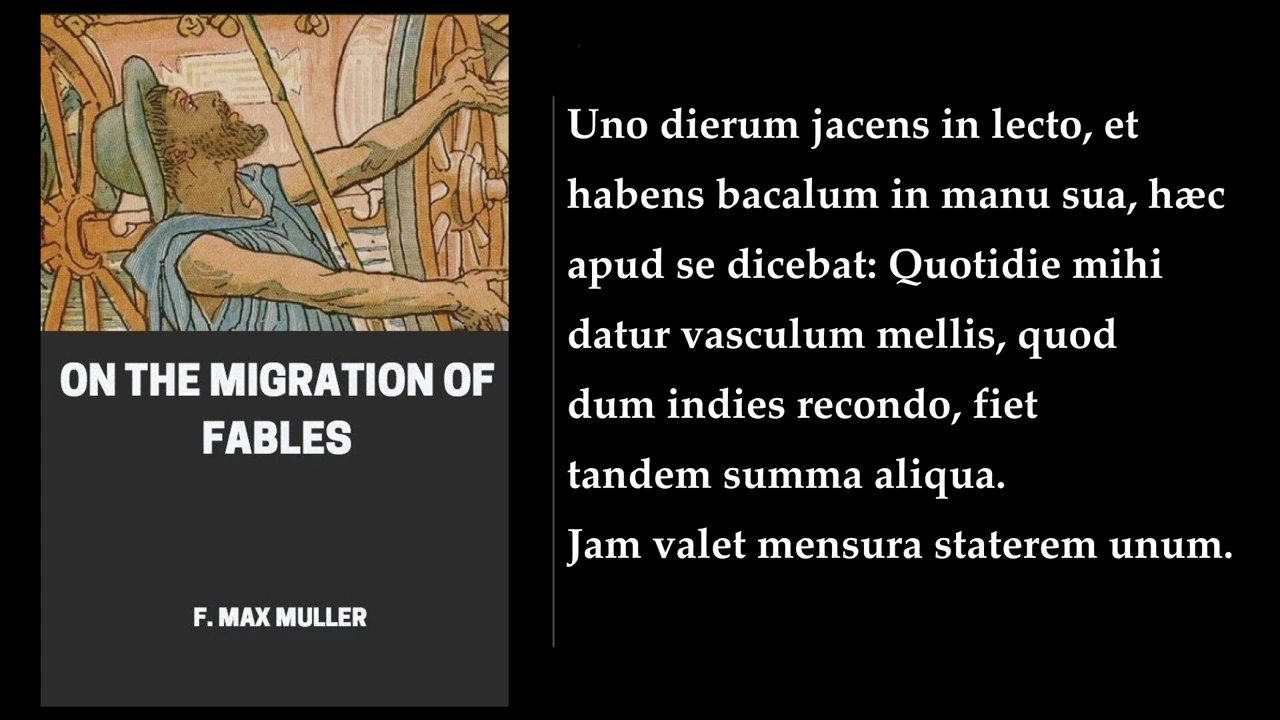 ON THE MIGRATION OF
FABLES
F. MAX MULLER
Uno dierum jacens in lecto, et
habens bacalum in manu sua, hæc
apud se dicebat: Quotidie mihi
datur vasculum mellis, quod
dum indies recondo, fiet
tandem summa aliqua.
Jam valet mensura staterem unum.